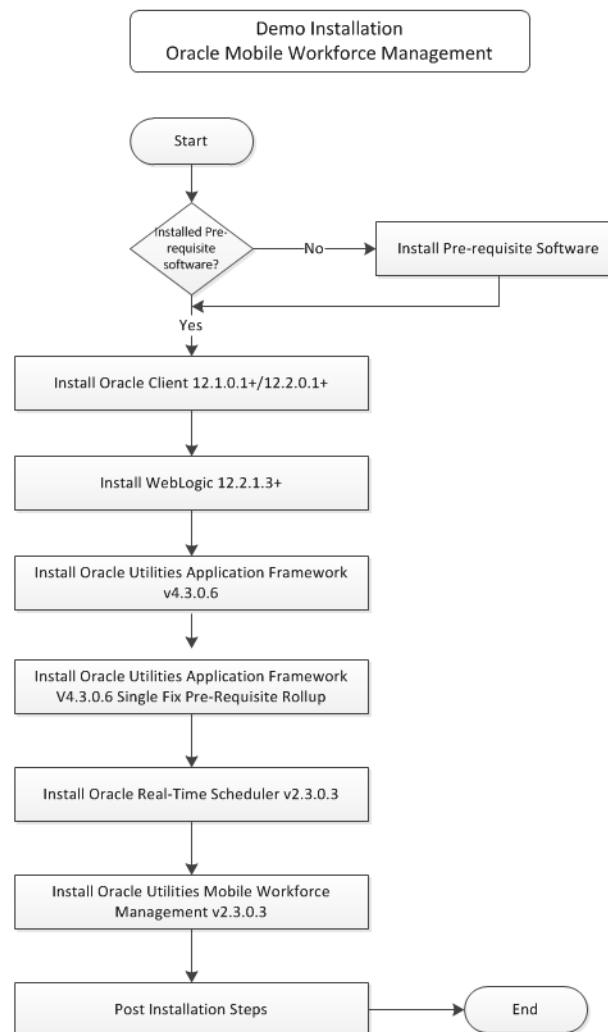 Demo Installation
Oracle Mobile Workforce Management
Start
Installed Pre-
requisite
software?
No
Install Pre-requisite Software
Yes
Install Oracle Client 12.1.0.1+/12.2.0.1+
Install WebLogic 12.2.1.3+
Install Oracle Utilities Application Framework
v4.3.0.6
Install Oracle Utilities Application Framework
V4.3.0.6 Single Fix Pre-Requisite Rollup
Install Oracle Real-Time Scheduler v2.3.0.3
Install Oracle Utilities Mobile Workforce
Management v2.3.0.3
Post Installation Steps
End